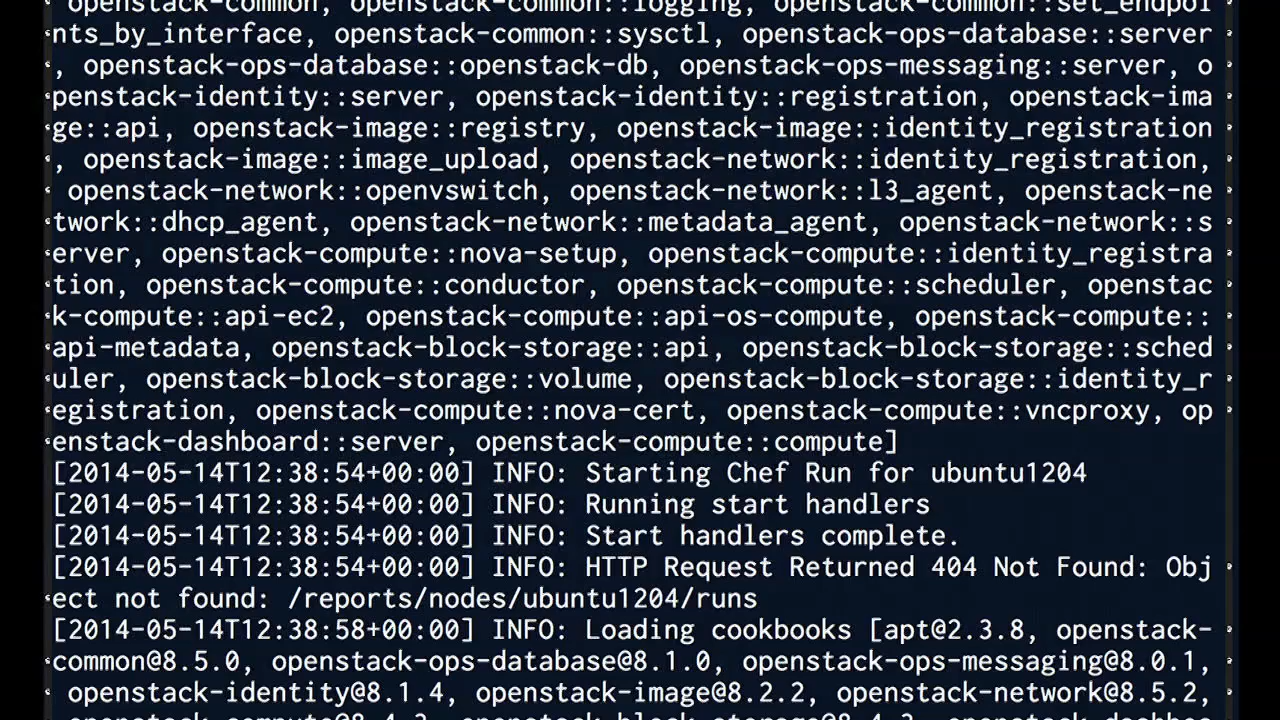 openstack-common, openstack-common::logging, openstack-common::set_endpoi
nts_by_interface, openstack-common::sysctl, openstack-ops-database::server
, openstack-ops-database::openstack-db, openstack-ops-messaging::server, o
penstack-identity::server, openstack-identity::registration, openstack-ima
ge::api, openstack-image::registry, openstack-image::identity_registration
, openstack-image::image_upload, openstack-network::identity_registration,
openstack-network::openvswitch, openstack-network::l3_agent, openstack-ne
twork::dhcp_agent, openstack-network::metadata_agent, openstack-network::s
erver, openstack-compute::nova-setup, openstack-compute::identity_registra
tion, openstack-compute::conductor, openstack-compute::scheduler, openstac
k-compute::api-ec2, openstack-compute::api-os-compute, openstack-compute::
api-metadata, openstack-block-storage::api, openstack-block-storage::sched
uler, openstack-block-storage::volume, openstack-block-storage::identity_r
egistration, openstack-compute::nova-cert, openstack-compute::vncproxy, op
enstack-dashboard::server, openstack-compute::compute]
[2014-05-14T12:38:54+00:00] INFO: Starting Chef Run for ubuntu1204
[2014-05-14T12:38:54+00:00] INFO: Running start handlers
[2014-05-14T12:38:54+00:00] INFO: Start handlers complete.
[2014-05-14T12:38:54+00:00] INFO: HTTP Request Returned 404 Not Found: Obj
ect not found: /reports/nodes/ubuntu1204/runs
[2014-05-14T12:38:58+00:00] INFO: Loading cookbooks [apt@2.3.8, openstack-
common@8.5.0, openstack-ops-database@8.1.0, openstack-ops-messaging@8.0.1,
openstack-identity@8.1.4, openstack-image@8.2.2, openstack-network@8.5.2,